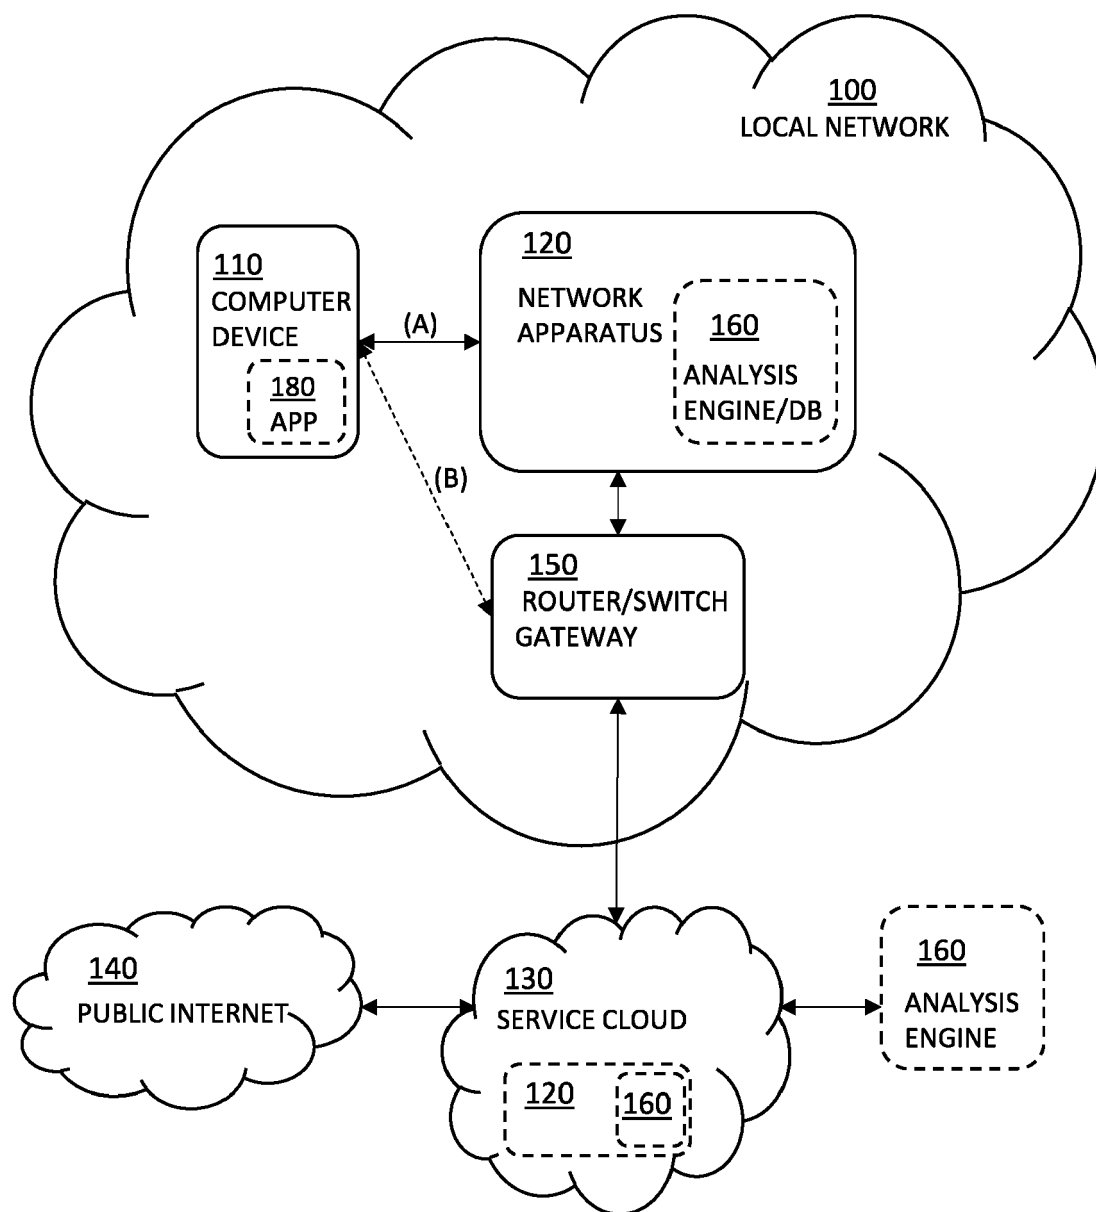 100
LOCAL NETWORK
110
COMPUTER
DEVICE
180
APP
(A)
120
NETWORK
APPARATUS
160
ANALYSIS
ENGINE/DB
(B)
150
ROUTER/SWITCH
GATEWAY
140
PUBLIC INTERNET
130
SERVICE CLOUD
120
160
160
ANALYSIS
ENGINE